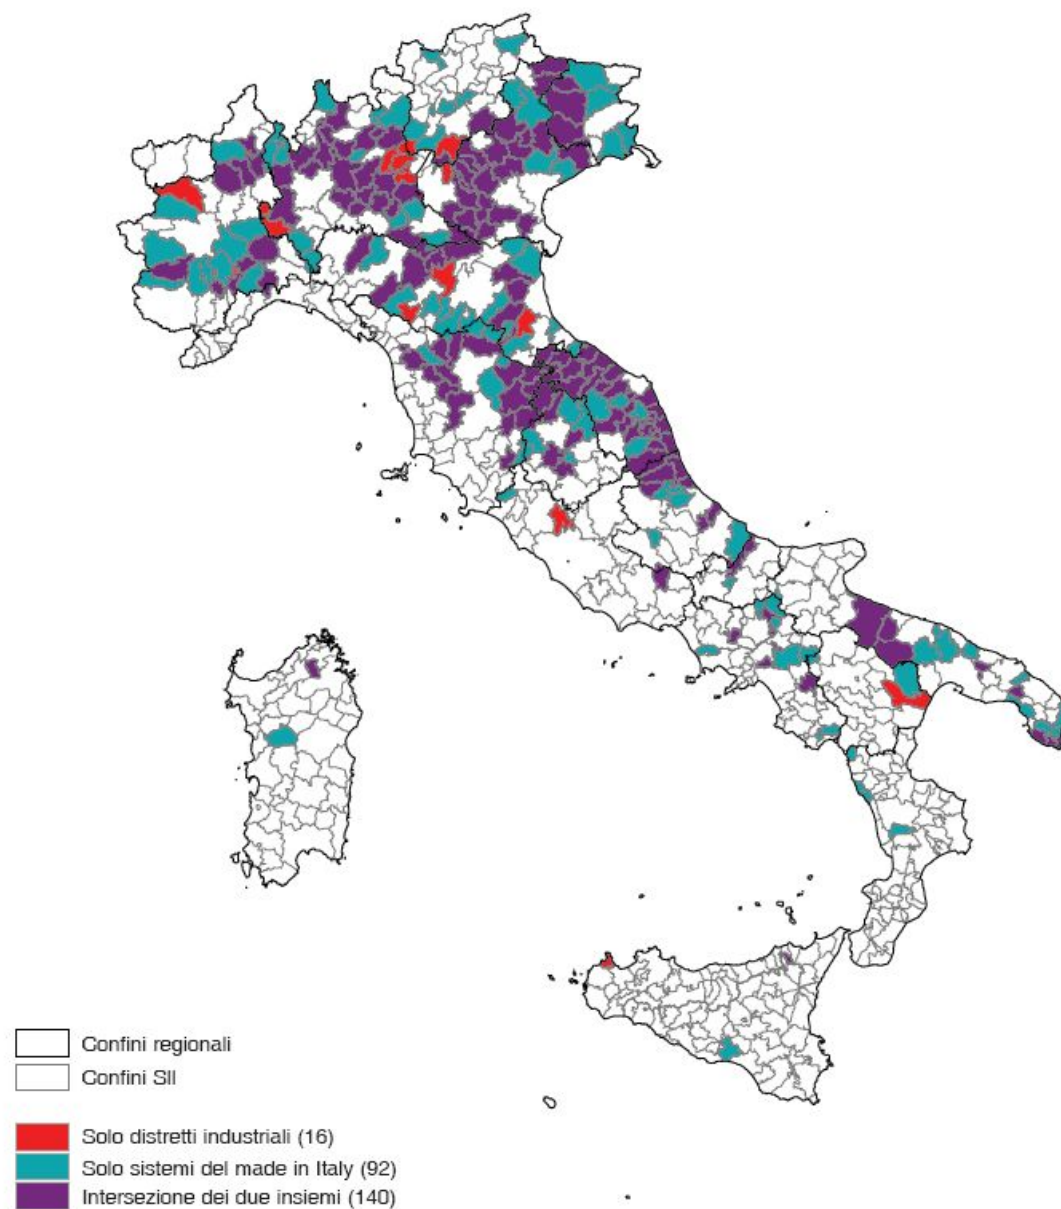 Confini regionali
Confini Sll
Solo distretti industriali (16)
Solo sistemi del made in Italy (92)
Intersezione dei due insiemi (140)